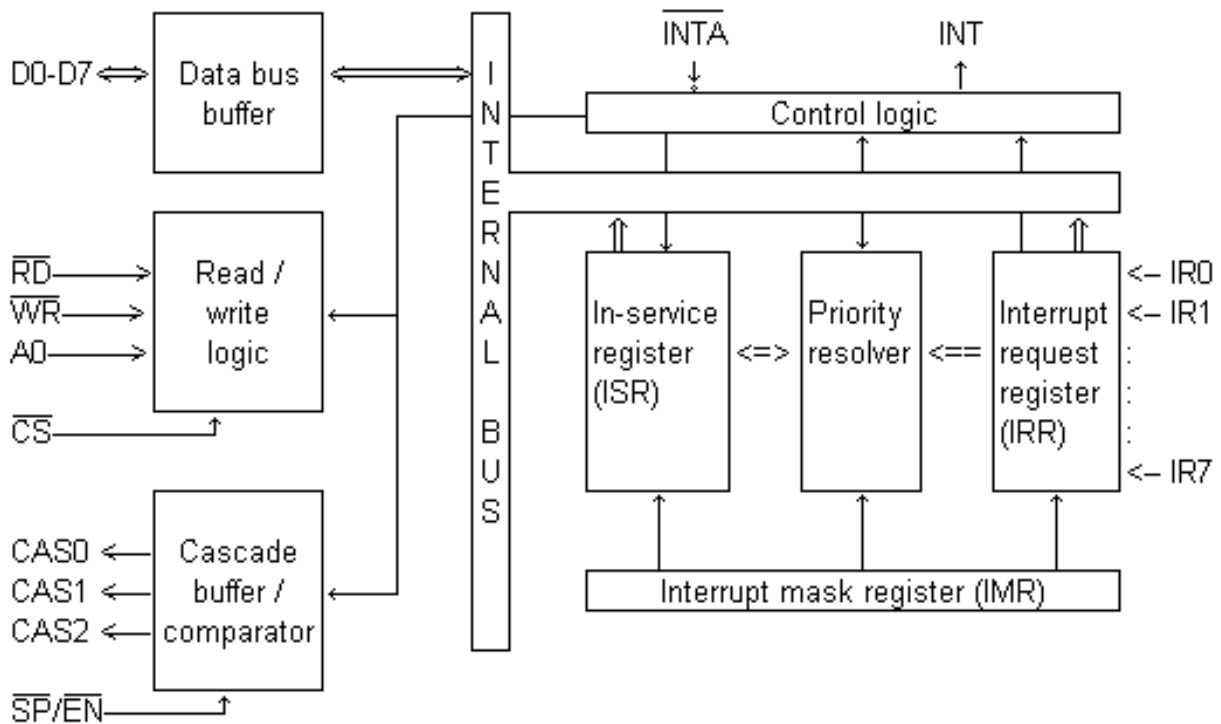 INTA
INT
D0-D7
Data bus
buffer
INTERNAL BUS
Control logic
RD
WR
A0
CS
Read /
write
logic
In-service
register
(ISR)
<=>
Priority
resolver
<==
Interrupt
request
register
(IRR)
<– IR0
<– IR1
:
:
:
<– IR7
CAS0
CAS1
CAS2
Cascade
buffer /
comparator
Interrupt mask register (IMR)
SP/EN